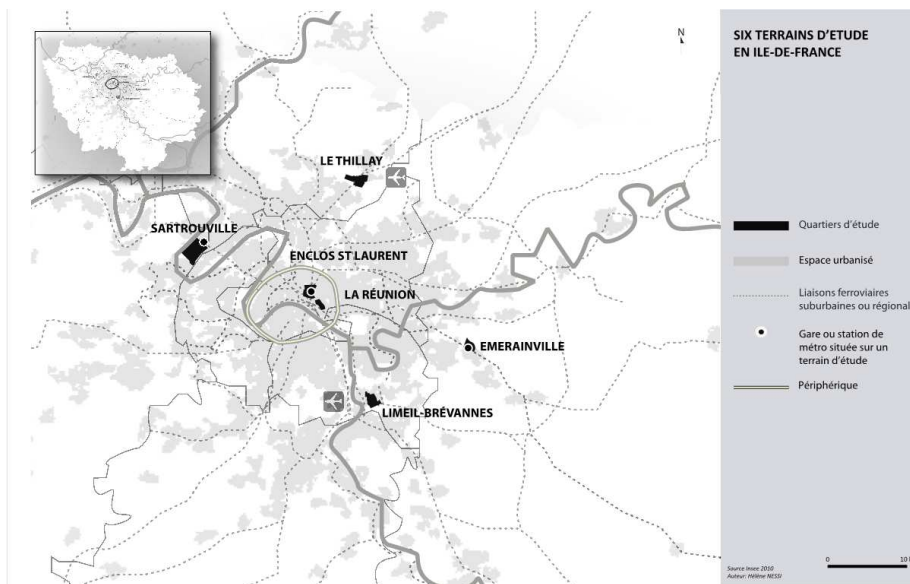 SIX TERRAINS D'ETUDE
EN ILE-DE-FRANCE
N
LE THILLAY
SARTROUVILLE
ENCLOS ST LAURENT
LA RÉUNION
EMERAINVILLE
LIMEIL-BRÉVANNES
Quartiers d'étude
Espace urbanisé
Liaisons ferroviaires
suburbaines ou régional
Gare ou station de
métro située sur un
terrain d'étude
Périphérique
0 10
Source Insee 2010
Auteur: Hélène NESSI